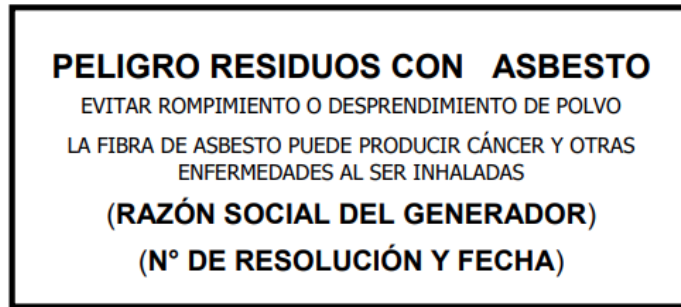 PELIGRO RESIDUOS CON ASBESTO
EVITAR ROMPIMIENTO O DESPRENDIMIENTO DE POLVO
LA FIBRA DE ASBESTO PUEDE PRODUCIR CÁNCER Y OTRAS
ENFERMEDADES AL SER INHALADAS
(RAZÓN SOCIAL DEL GENERADOR)
(N° DE RESOLUCIÓN Y FECHA)